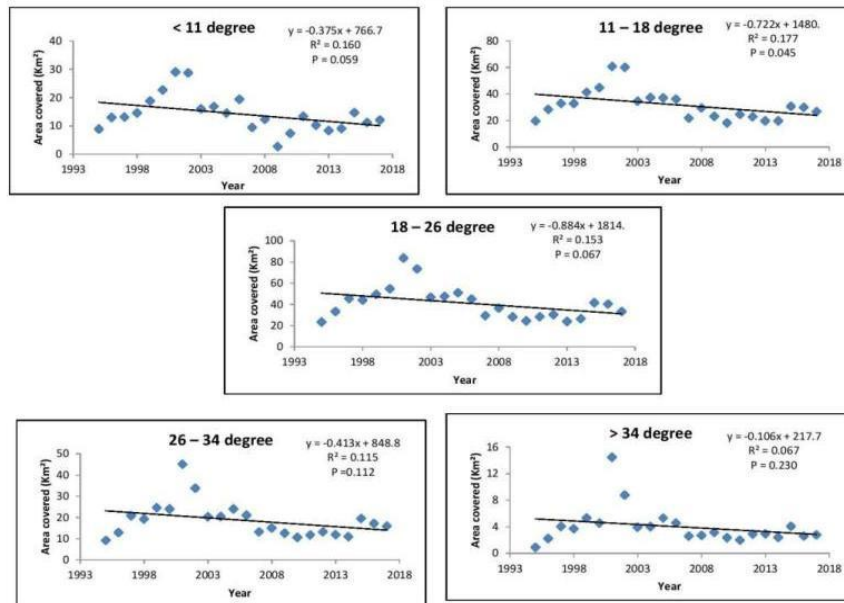 < 11 degree
y = -0.375x + 766.7
R² = 0.160
P = 0.059
Area covered (Km²)
40
30
20
10
0
1993 1998 2003 2008 2013 2018
Year
11 – 18 degree
y = -0.722x + 1480.
R² = 0.177
P = 0.045
Area covered (Km²)
80
60
40
20
0
1993 1998 2003 2008 2013 2018
Year
18 – 26 degree
y = -0.884x + 1814.
R² = 0.153
P = 0.067
Area covered (Km²)
100
80
60
40
20
0
1993 1998 2003 2008 2013 2018
Year
26 – 34 degree
y = -0.413x + 848.8
R² = 0.115
P =0.112
Area covered (Km²)
50
40
30
20
10
0
1993 1998 2003 2008 2013 2018
Year
> 34 degree
y = -0.106x + 217.7
R² = 0.067
P = 0.230
Area covered (Km²)
16
12
8
4
0
1993 1998 2003 2008 2013 2018
Year